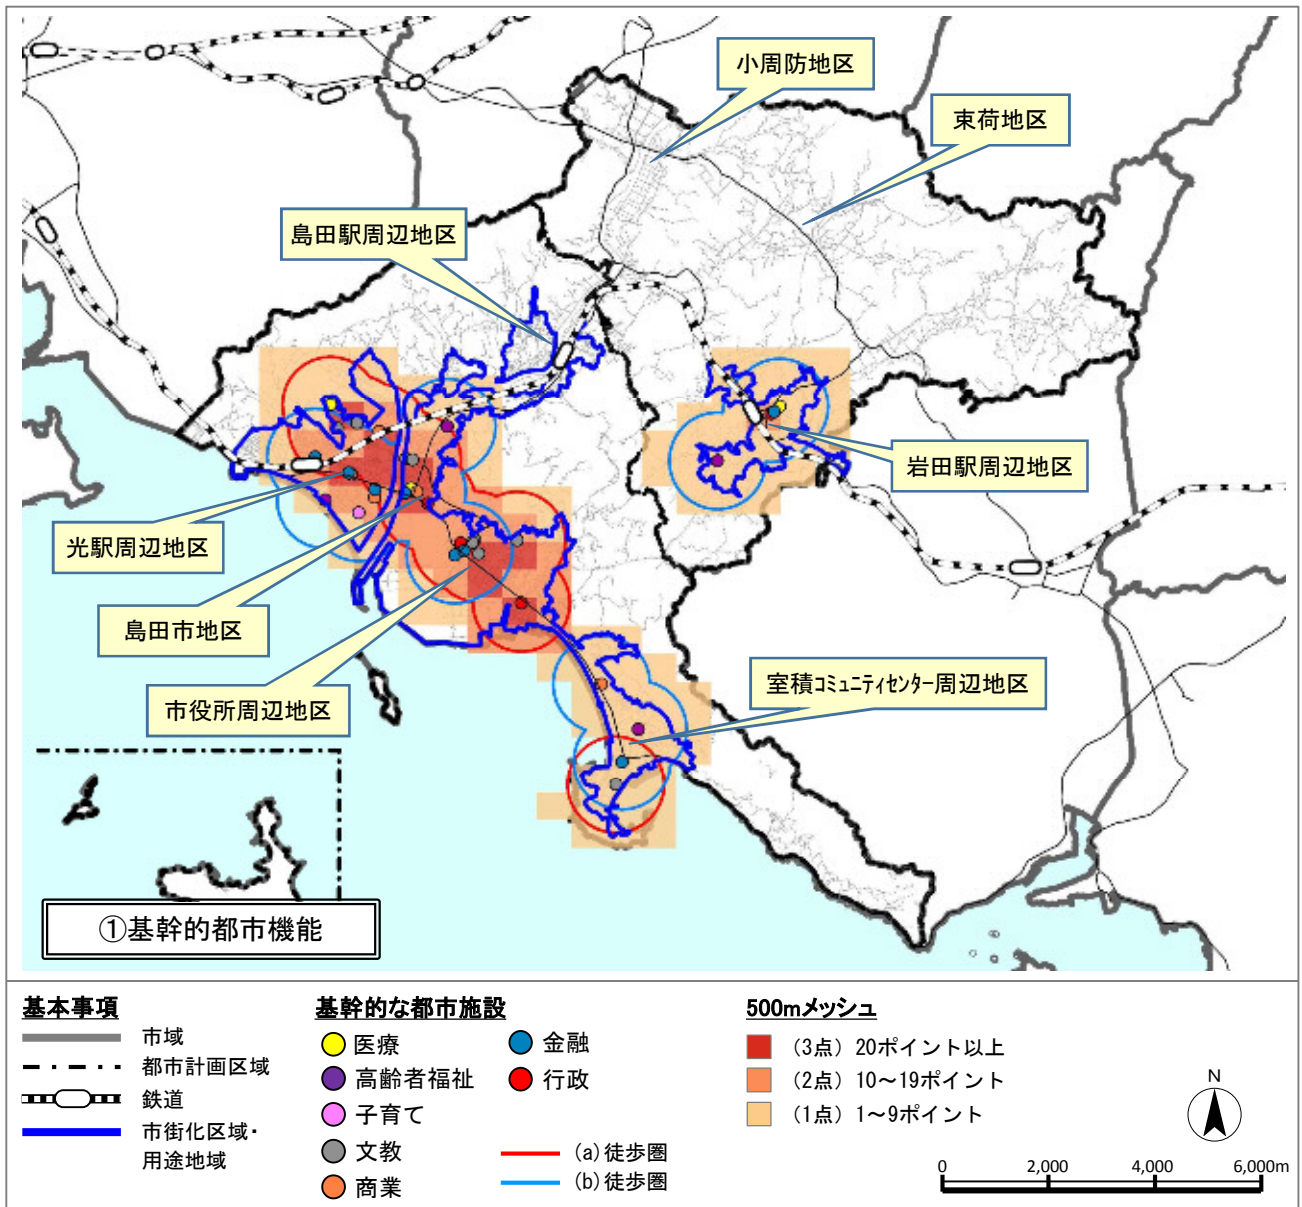 小周防地区
束荷地区
島田駅周辺地区
岩田駅周辺地区
光駅周辺地区
島田市地区
市役所周辺地区
室積ｺﾐｭﾆﾃｨｾﾝﾀｰ周辺地区
①基幹的都市機能
基本事項
市域
都市計画区域
鉄道
市街化区域・
用途地域
基幹的な都市施設
医療
高齢者福祉
子育て
文教
商業
金融
行政
(a)徒歩圏
(b)徒歩圏
500mメッシュ
（3点）20ポイント以上
（2点）10～19ポイント
（1点）1～9ポイント
N
0 2,000 4,000 6,000m